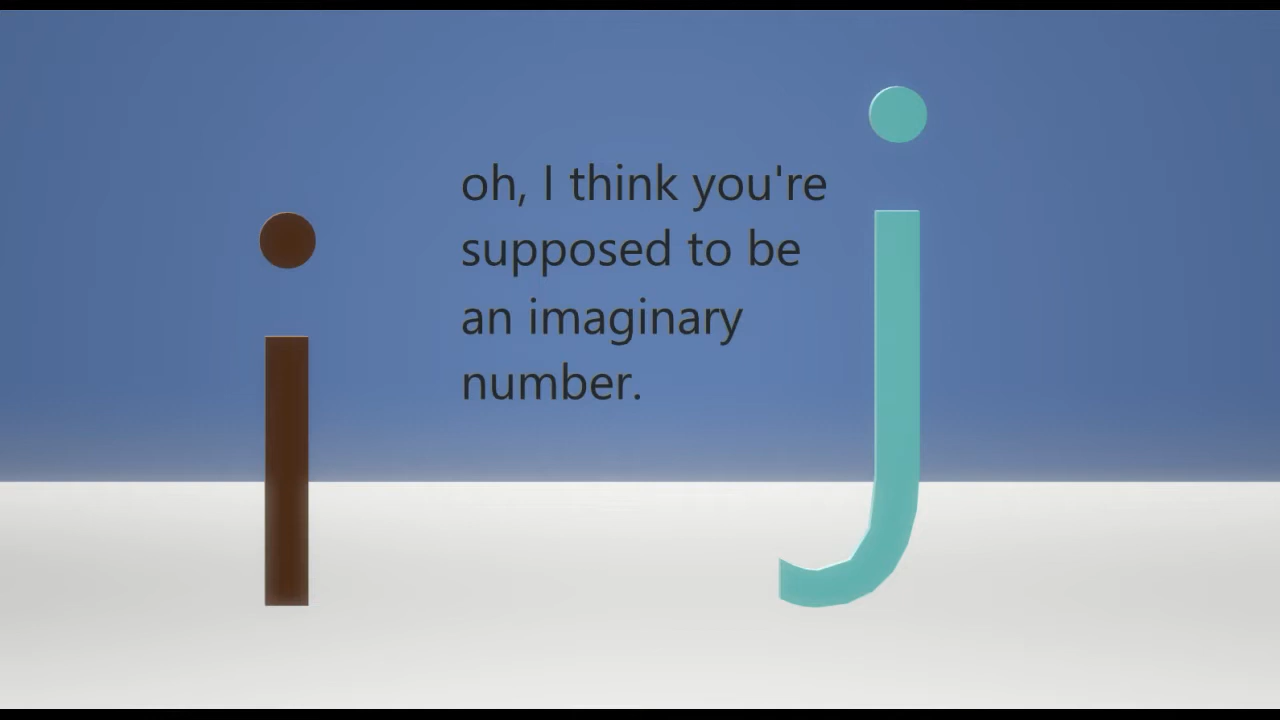 i
oh, I think you're
supposed to be
an imaginary
number.
j